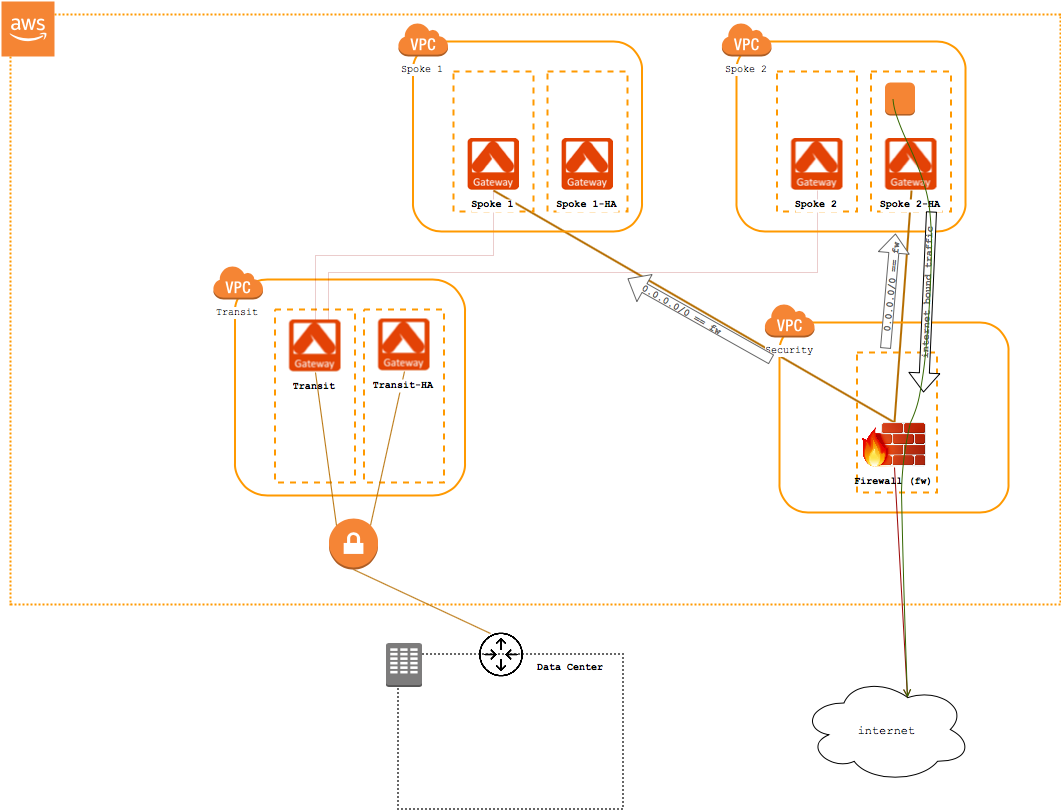 aws
VPC
Spoke 1
VPC
Spoke 2
Gateway
Gateway
Gateway
Gateway
Spoke 1
Spoke 1-HA
Spoke 2
Spoke 2-HA
internet bound traffic
0.0.0.0/0 == fw
0.0.0.0/0 == fw
VPC
Transit
VPC
Security
Gateway
Gateway
Transit
Transit-HA
Firewall (fw)
Data Center
internet